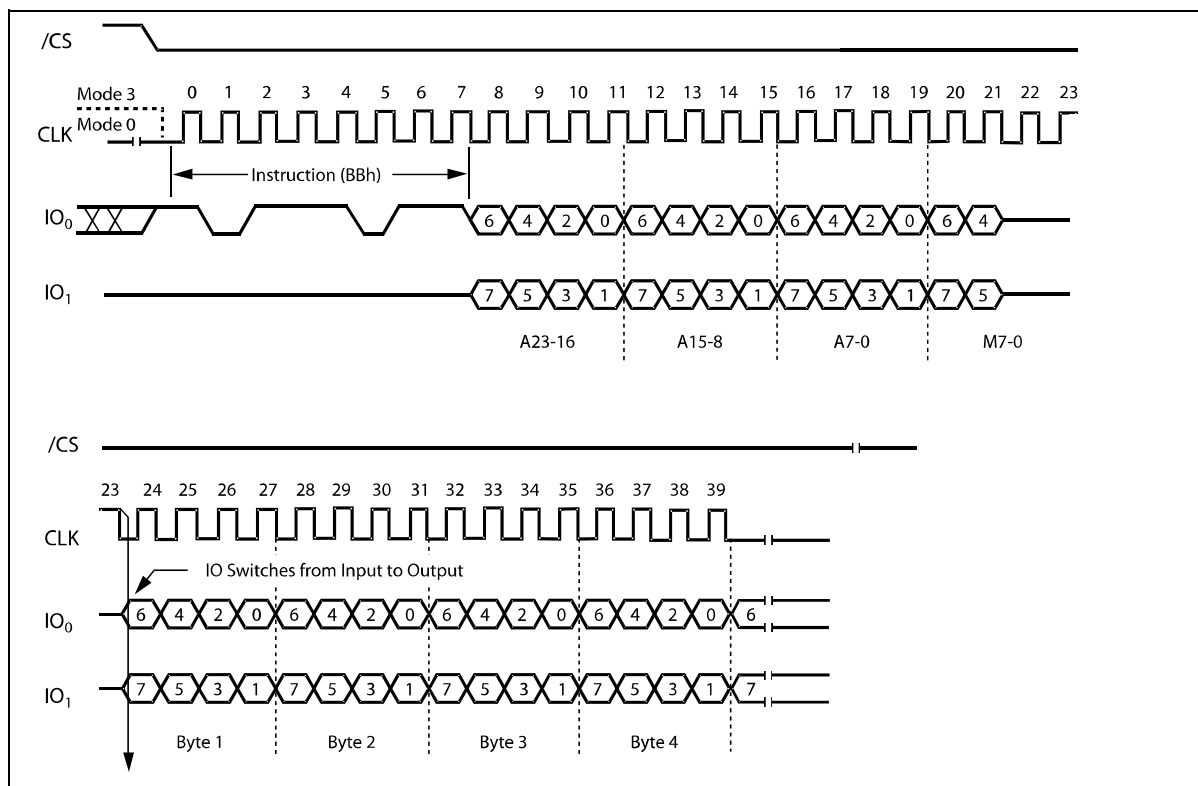 /CS
Mode 3
0 1 2 3 4 5 6 7 8 9 10 11 12 13 14 15 16 17 18 19 20 21 22 23
CLK
Mode 0
Instruction (BBh)
IO0
6 4 2 0 6 4 2 0 6 4 2 0 6 4
IO1
7 5 3 1 7 5 3 1 7 5 3 1 7 5
A23-16 A15-8 A7-0 M7-0
/CS
23 24 25 26 27 28 29 30 31 32 33 34 35 36 37 38 39
CLK
IO Switches from Input to Output
IO0
6 4 2 0 6 4 2 0 6 4 2 0 6 4 2 0 6
IO1
7 5 3 1 7 5 3 1 7 5 3 1 7 5 3 1 7
Byte 1 Byte 2 Byte 3 Byte 4